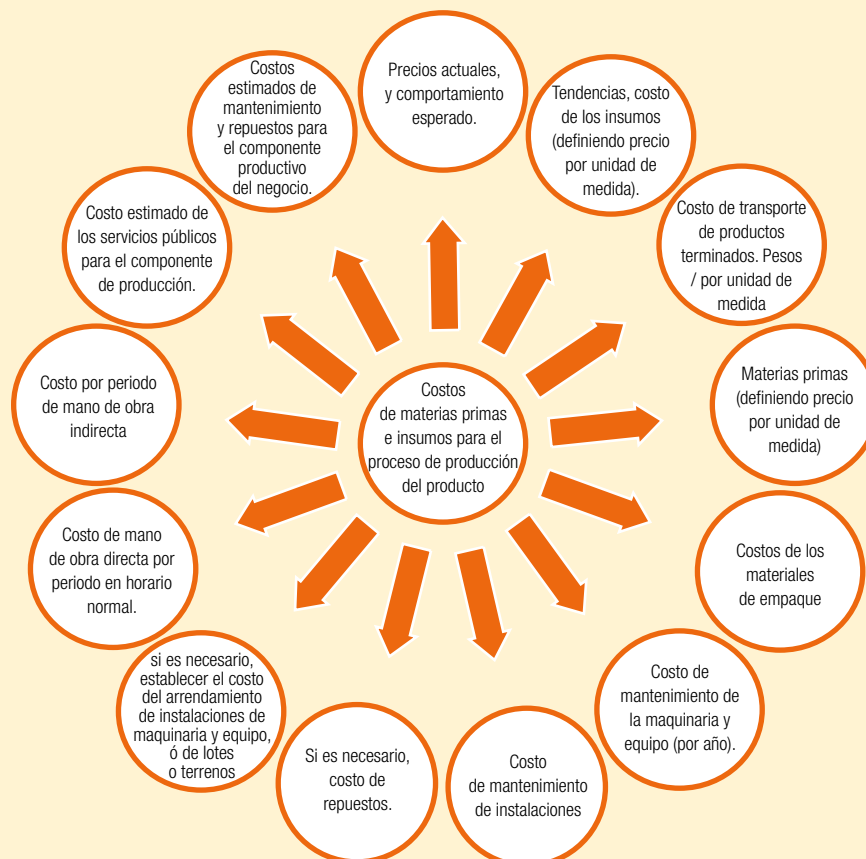 Precios actuales,
y comportamiento
esperado.
Tendencias, costo
de los insumos
(definiendo precio
por unidad de
medida).
Costo de transporte
de productos
terminados. Pesos
/ por unidad de
medida
Materias primas
(definiendo precio
por unidad de
medida)
Costos de los
materiales
de empaque
Costo de
mantenimiento de
la maquinaria y
equipo (por año).
Costo
de mantenimiento
de instalaciones
Si es necesario,
costo de
repuestos.
si es necesario,
establecer el costo
del arrendamiento
de instalaciones de
maquinaria y equipo,
ó de lotes
o terrenos
Costo de mano
de obra directa por
periodo en horario
normal.
Costo por periodo
de mano de obra
indirecta
Costo estimado de
los servicios públicos
para el componente
de producción.
Costos
estimados de
mantenimiento
y repuestos para
el componente
productivo
del negocio.
Costos
de materias primas
e insumos para el
proceso de producción
del producto